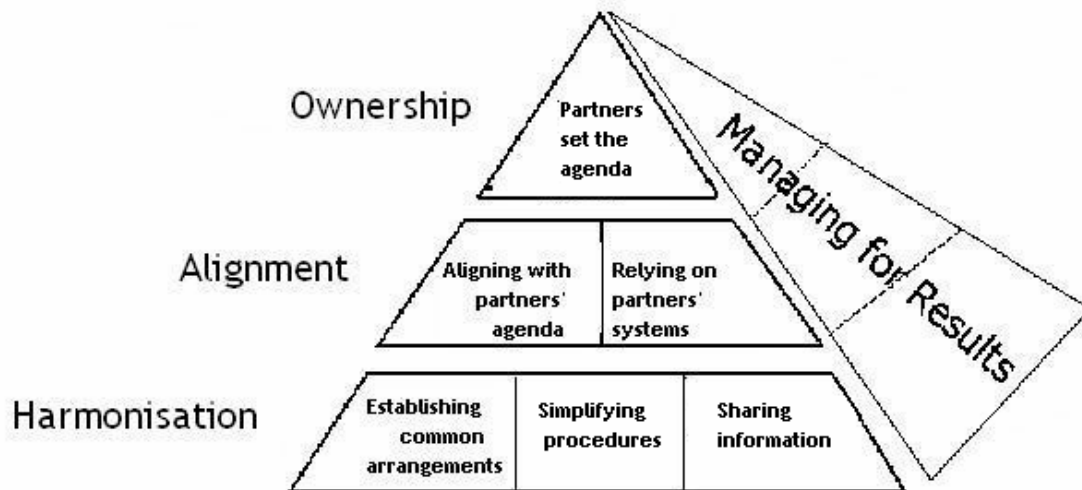 Ownership
Partners
set the
agenda
Managing for Results
Alignment
Aligning with
partners'
agenda
Relying on
partners'
systems
Harmonisation
Establishing
common
arrangements
Simplifying
procedures
Sharing
information